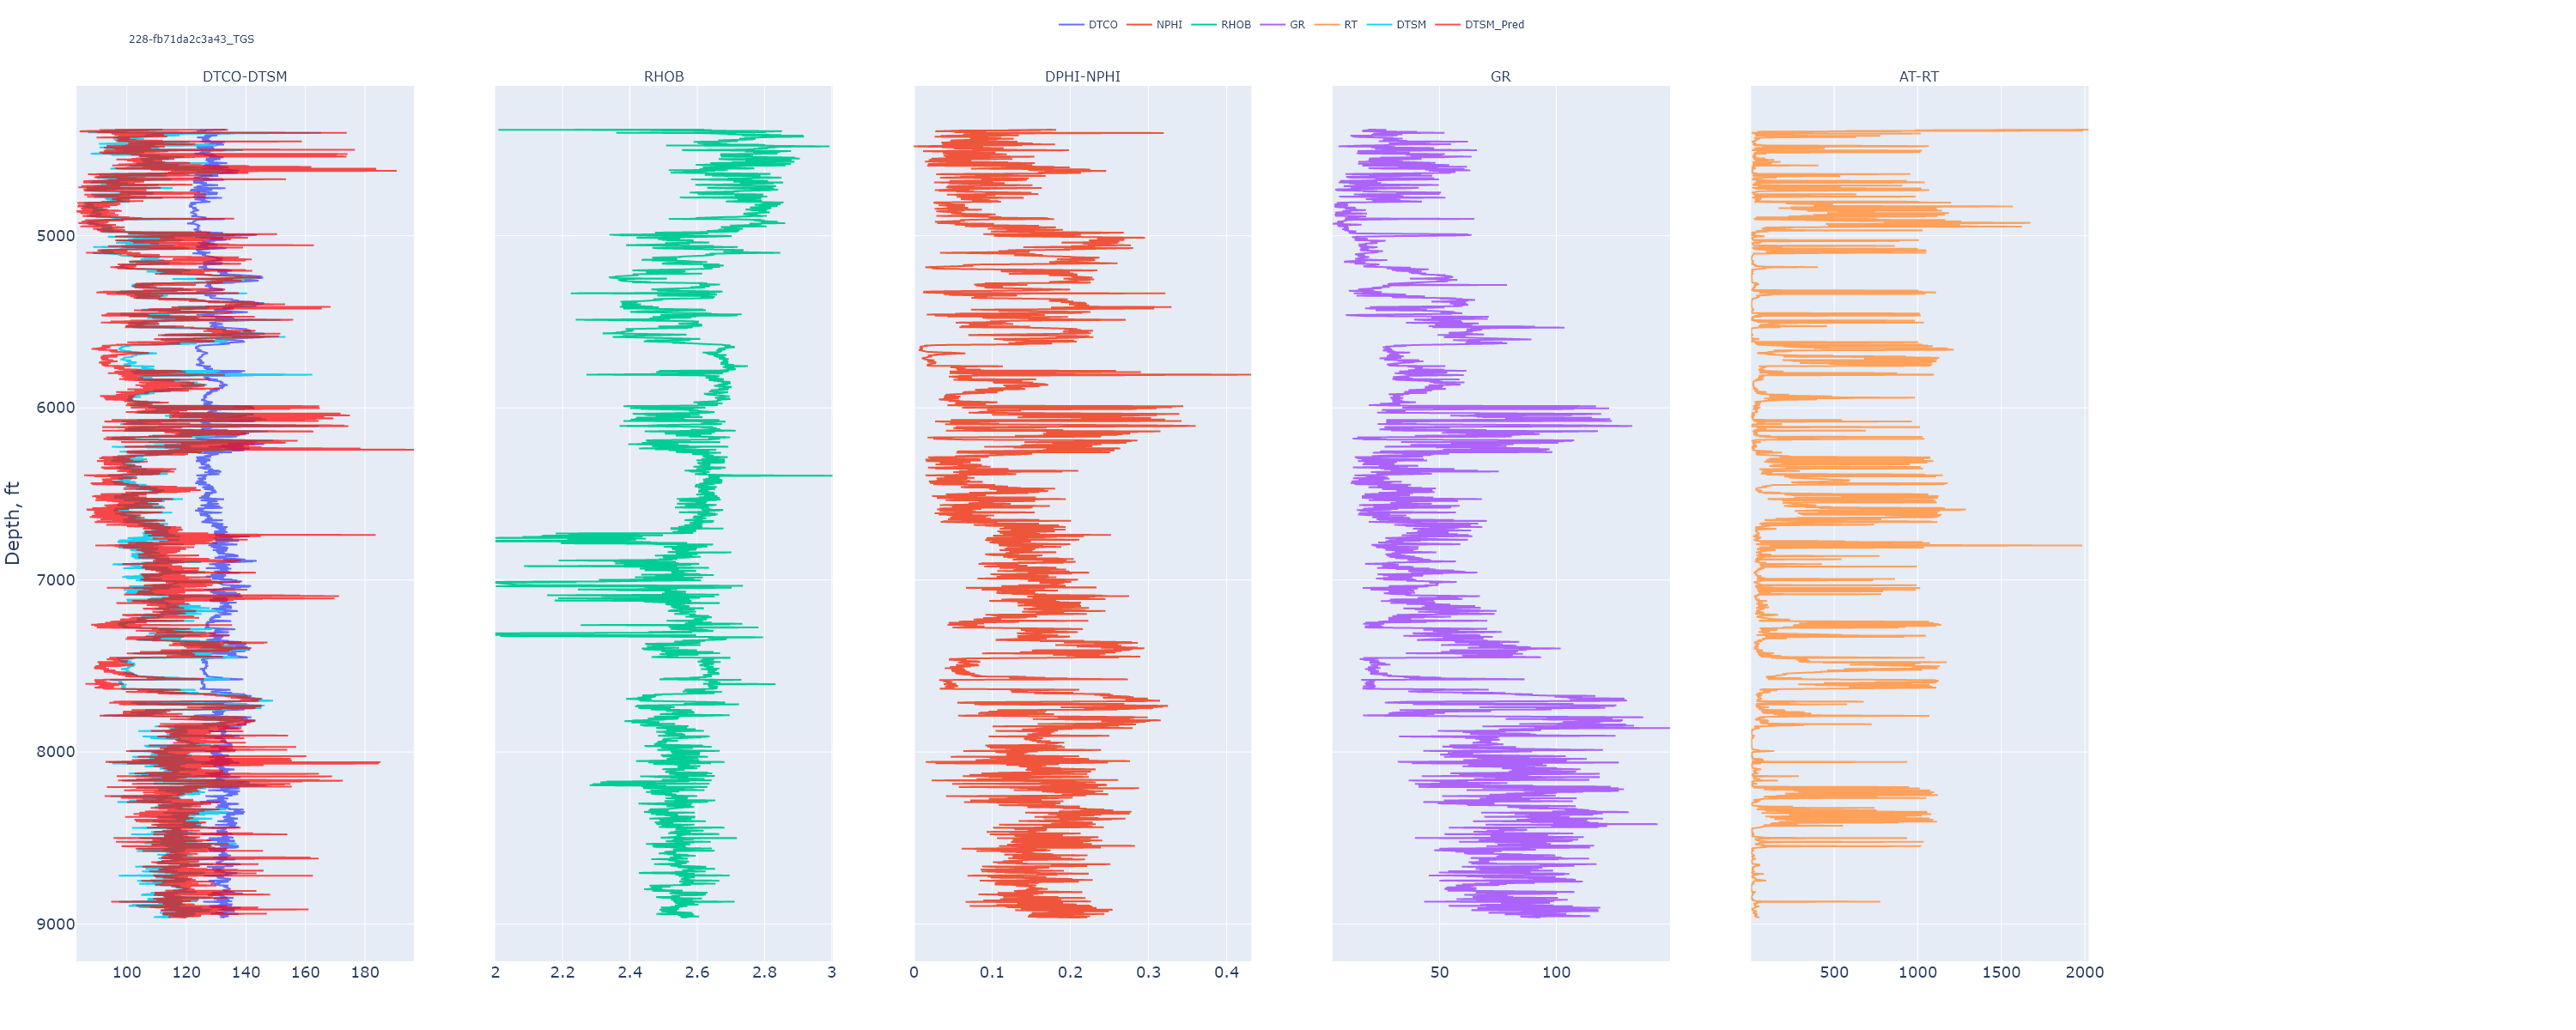 DTCO NPHI RHOB GR RT DTSM DTSM_Pred
228-fb71da2c3a43_TGS
DTCO-DTSM RHOB DPHI-NPHI GR AT-RT
5000
6000
Depth, ft
7000
8000
9000
100 120 140 160 180 2 2.2 2.4 2.6 2.8 3 0 0.1 0.2 0.3 0.4 50 100 500 1000 1500 2000